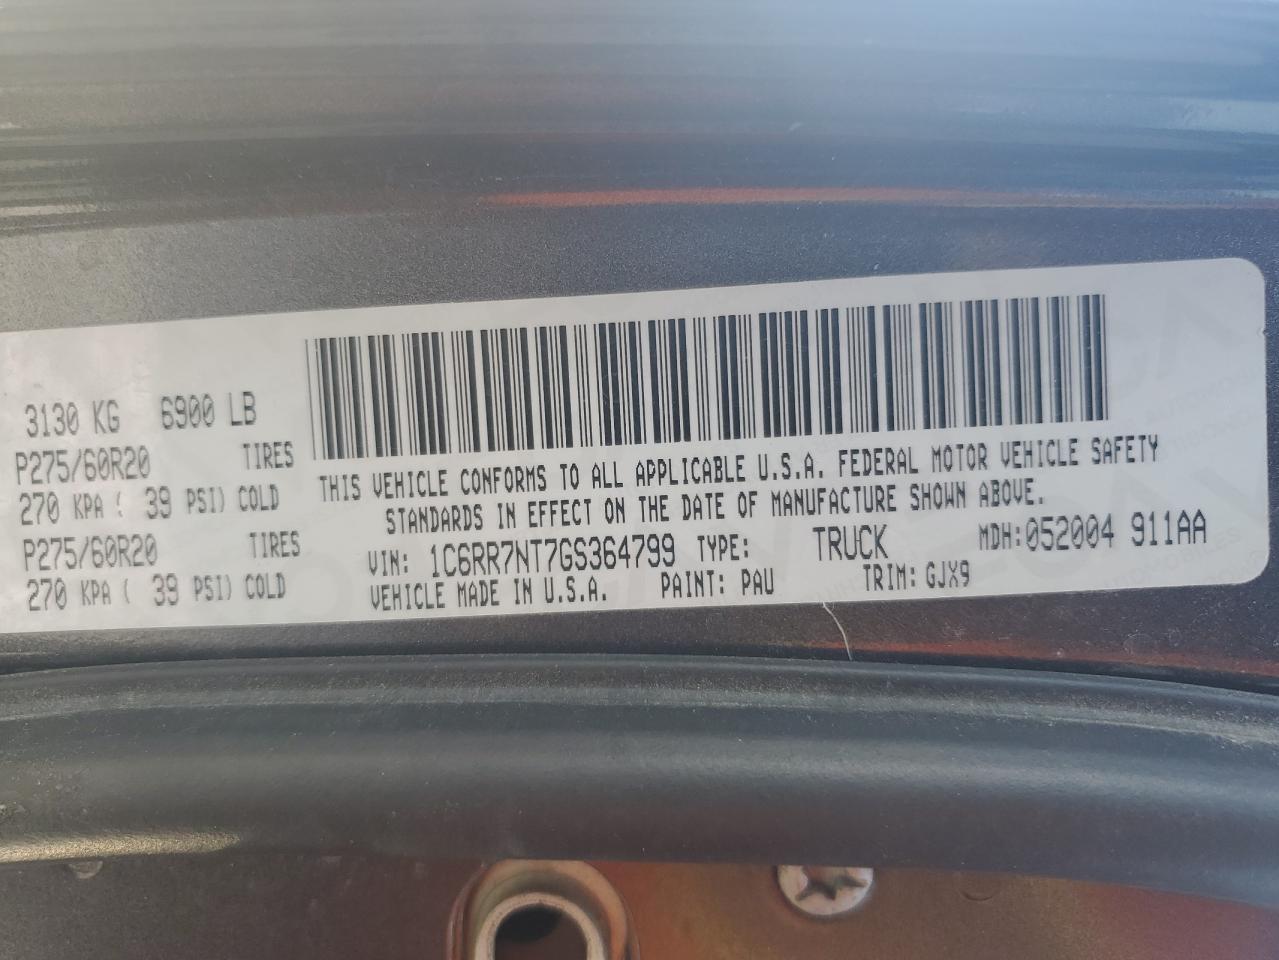 3130 KG 6900 LB
P275/60R20 TIRES
270 KPA ( 39 PSI) COLD
P275/60R20 TIRES
270 KPA ( 39 PSI) COLD
THIS VEHICLE CONFORMS TO ALL APPLICABLE U.S.A. FEDERAL MOTOR VEHICLE SAFETY
STANDARDS IN EFFECT ON THE DATE OF MANUFACTURE SHOWN ABOVE.
VIN: 1C6RR7NT7GS364799 TYPE: TRUCK MDH:052004 911AA
VEHICLE MADE IN U.S.A. PAINT: PAU TRIM: GJX9